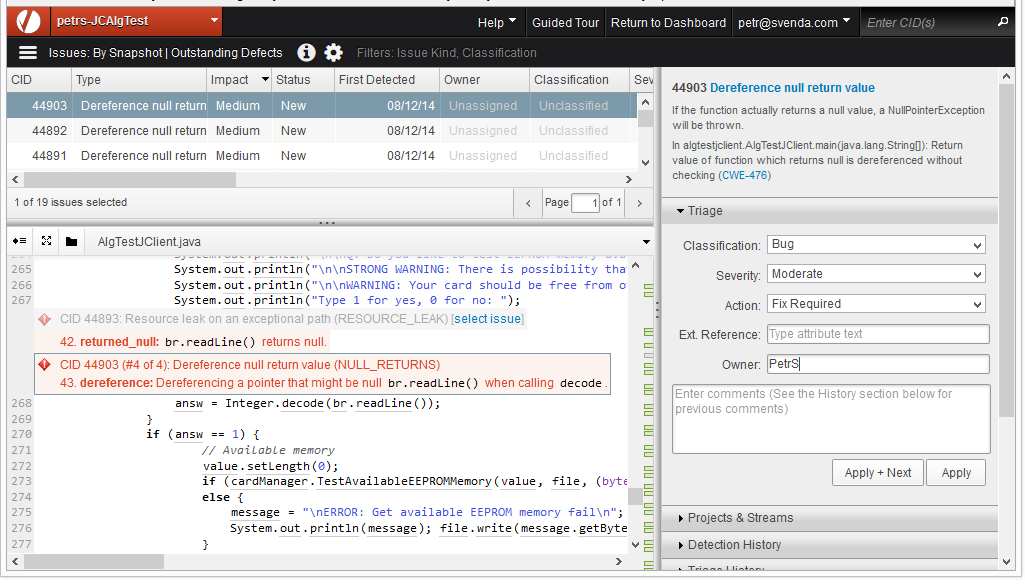 petrs-JCAlgTest
Help
Guided Tour
Return to Dashboard
petr@svenda.com
Enter CID(s)
Issues: By Snapshot | Outstanding Defects
Filters: Issue Kind, Classification
CID Type Impact Status First Detected Owner Classification Sev
44903 Dereference null return Medium New 08/12/14 Unassigned Unclassified
44892 Dereference null return Medium New 08/12/14 Unassigned Unclassified
44891 Dereference null return Medium New 08/12/14 Unassigned Unclassified
1 of 19 issues selected
Page 1 of 1
AlgTestJClient.java
265 System.out.println("\n\nSTRONG WARNING: There is possibility tha
266 System.out.println("\n\nWARNING: Your card should be free from o
267 System.out.println("Type 1 for yes, 0 for no: ");
CID 44893: Resource leak on an exceptional path (RESOURCE_LEAK) [select issue]
42. returned_null: br.readLine() returns null.
CID 44903 (#4 of 4): Dereference null return value (NULL_RETURNS)
43. dereference: Dereferencing a pointer that might be null br.readLine() when calling decode.
268 answ = Integer.decode(br.readLine());
269 }
270 if (answ == 1) {
271 // Available memory
272 value.setLength(0);
273 if (cardManager.TestAvailableEEPROMMemory(value, file, (byt
274 else {
275 message = "\nERROR: Get available EEPROM memory fail\n";
276 System.out.println(message); file.write(message.getByte
277 }
44903 Dereference null return value
If the function actually returns a null value, a NullPointerException
will be thrown.
In algtestjclient.AlgTestJClient.main(java.lang.String[]): Return
value of function which returns null is dereferenced without
checking (CWE-476)
Triage
Classification: Bug
Severity: Moderate
Action: Fix Required
Ext. Reference: Type attribute text
Owner: PetrS
Enter comments (See the History section below for
previous comments)
Apply + Next
Apply
Projects & Streams
Detection History
Triage History